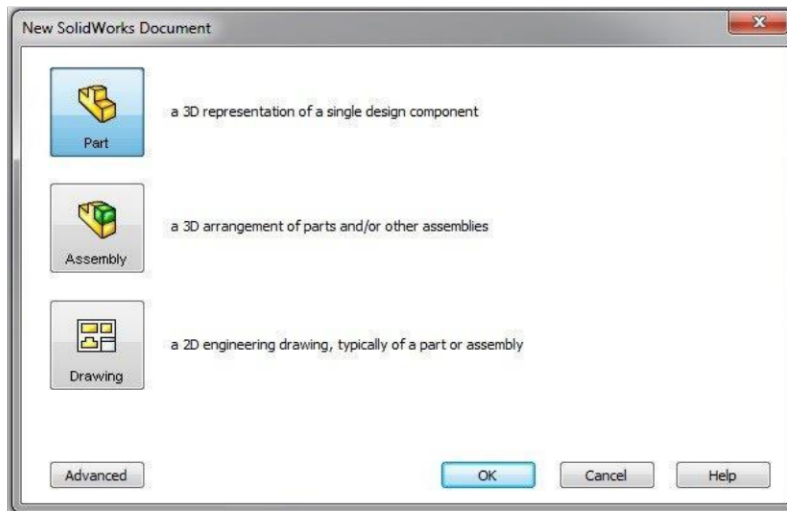 New SolidWorks Document
Part
a 3D representation of a single design component
Assembly
a 3D arrangement of parts and/or other assemblies
Drawing
a 2D engineering drawing, typically of a part or assembly
Advanced
OK
Cancel
Help